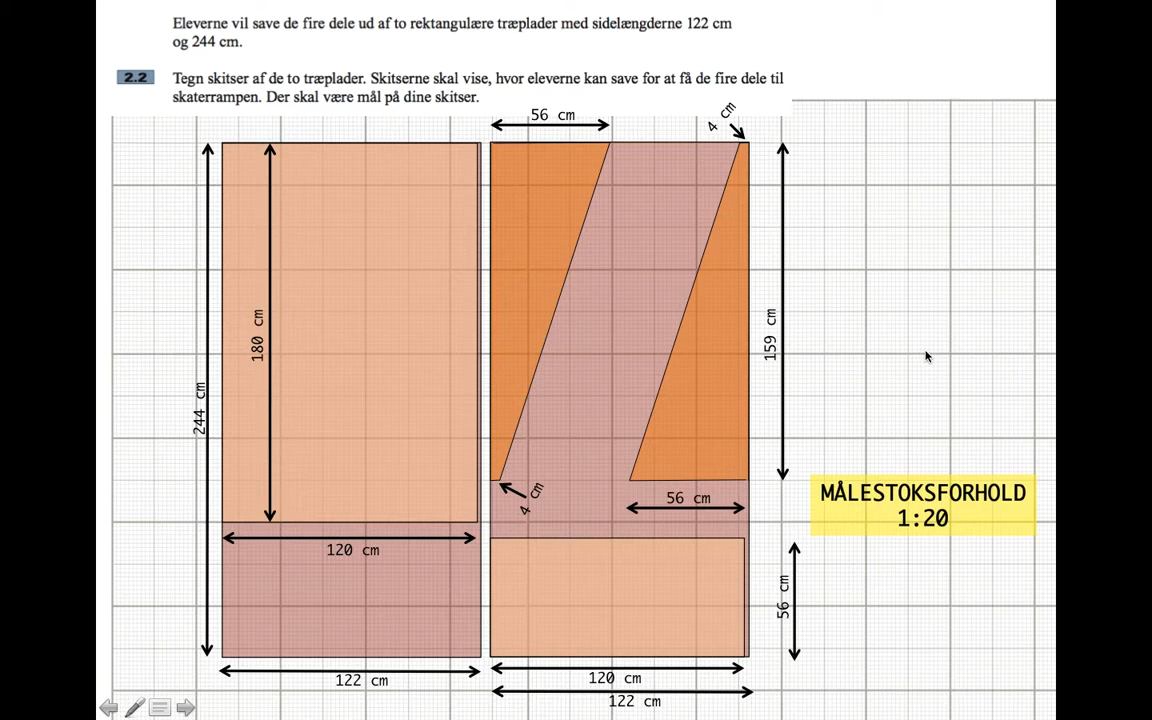 Eleverne vil save de fire dele ud af to rektangulære træplader med sidelængderne 122 cm
og 244 cm.
2.2 Tegn skitser af de to træplader. Skitserne skal vise, hvor eleverne kan save for at få de fire dele til
skaterrampen. Der skal være mål på dine skitser.
56 cm
4 cm
180 cm
244 cm
159 cm
4 cm
56 cm
MÅLESTOKSFORHOLD
1:20
120 cm
56 cm
122 cm
120 cm
122 cm